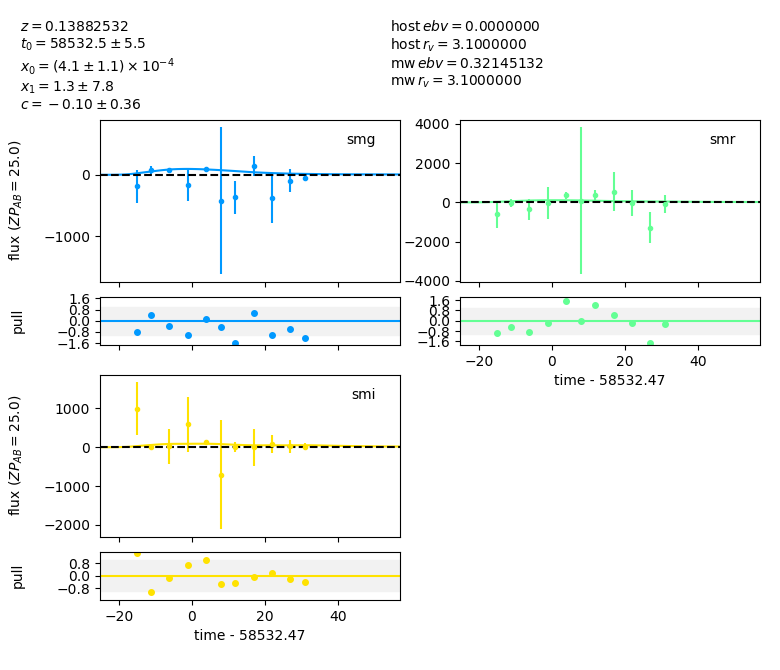 z = 0.13882532
t₀ = 58532.5 ± 5.5
x₀ = (4.1 ± 1.1) × 10⁻⁴
x₁ = 1.3 ± 7.8
c = −0.10 ± 0.36
host ebv = 0.0000000
host r_v = 3.1000000
mw ebv = 0.32145132
mw r_v = 3.1000000
smg
flux (ZP_AB = 25.0)
0
−1000
smr
4000
2000
0
−2000
−4000
pull
1.6
0.8
0.0
−0.8
−1.6
1.6
0.8
0.0
−0.8
−1.6
−20 0 20 40
time - 58532.47
smi
flux (ZP_AB = 25.0)
1000
0
−1000
−2000
pull
0.8
0.0
−0.8
−20 0 20 40
time - 58532.47